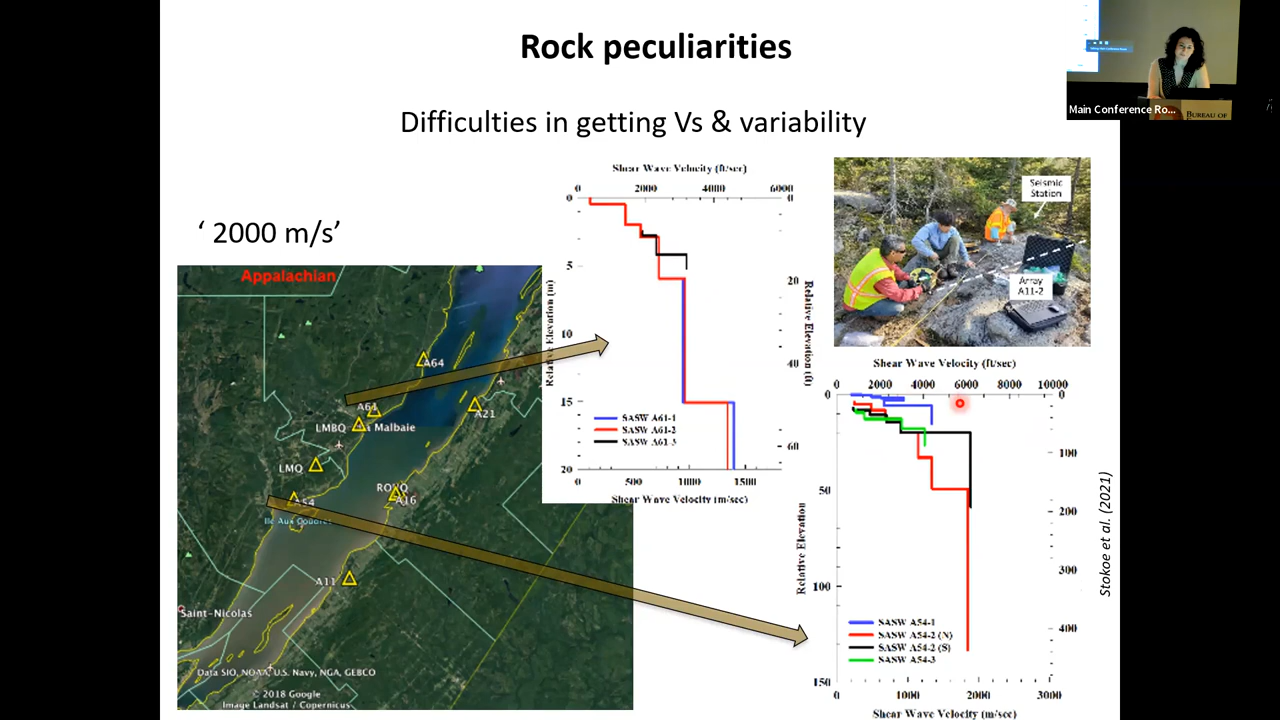 Rock peculiarities
Main Conference Ro...
BUREAU OF
Difficulties in getting Vs & variability
‘ 2000 m/s’
Shear Wave Velocity (ft/sec)
0 2000 4000 6000
0 0
5
20
10
40
15
60
20
0 500 1000 1500
Shear Wave Velocity (m/sec)
Relative Elevation (m)
Relative Elevation (ft)
SASW A61-1
SASW A61-2
SASW A61-3
Seismic
Station
Array
A11-2
Appalachian
A64
A61
A21
LMBQ
a Malbaie
LMQ
A16
A54
A11
Saint-Nicolas
Data SIO, NOAA, U.S. Navy, NGA, GEBCO
© 2018 Google
Image Landsat / Copernicus
Shear Wave Velocity (ft/sec)
0 2000 4000 6000 8000 10000
0 0
100
50
200
300
100
400
150
0 1000 2000 3000
Shear Wave Velocity (m/sec)
Relative Elevation
SASW A54-1
SASW A54-2 (N)
SASW A54-2 (S)
SASW A54-3
Stokoe et al. (2021)